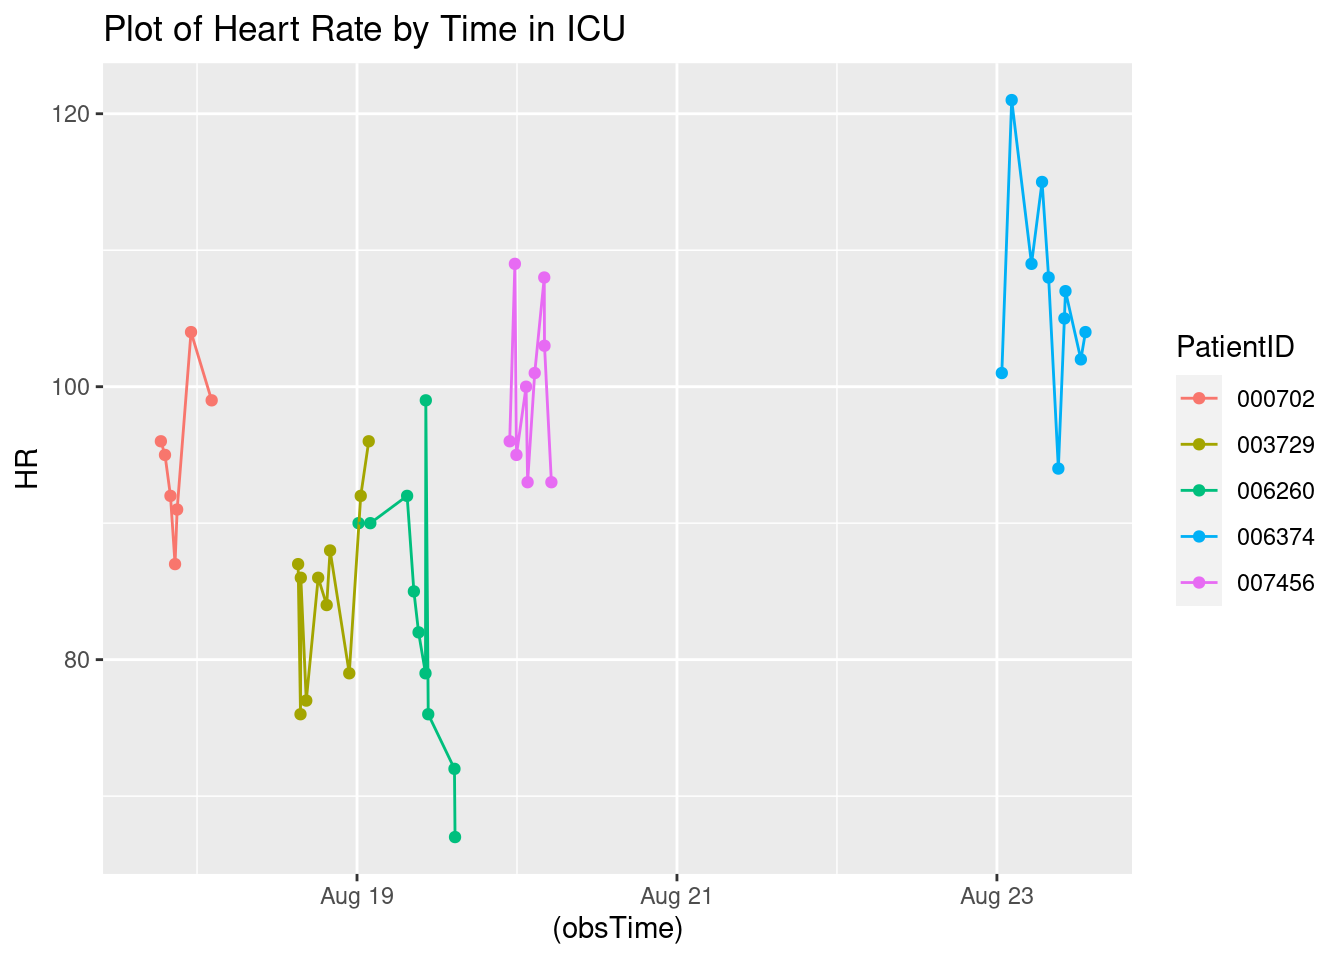 Plot of Heart Rate by Time in ICU
HR
120
100
80
Aug 19
Aug 21
Aug 23
(obsTime)
PatientID
000702
003729
006260
006374
007456